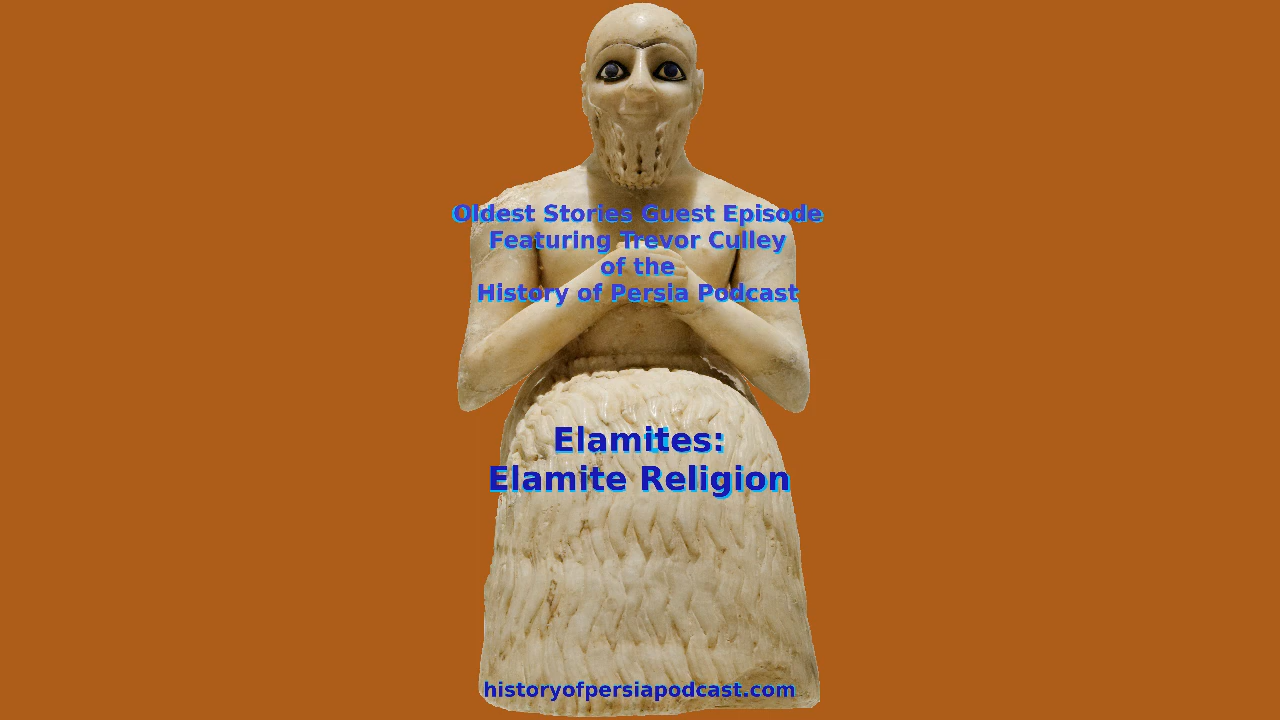 Oldest Stories Guest Episode
Featuring Trevor Culley
of the
History of Persia Podcast
Elamites:
Elamite Religion
historyofpersiapodcast.com